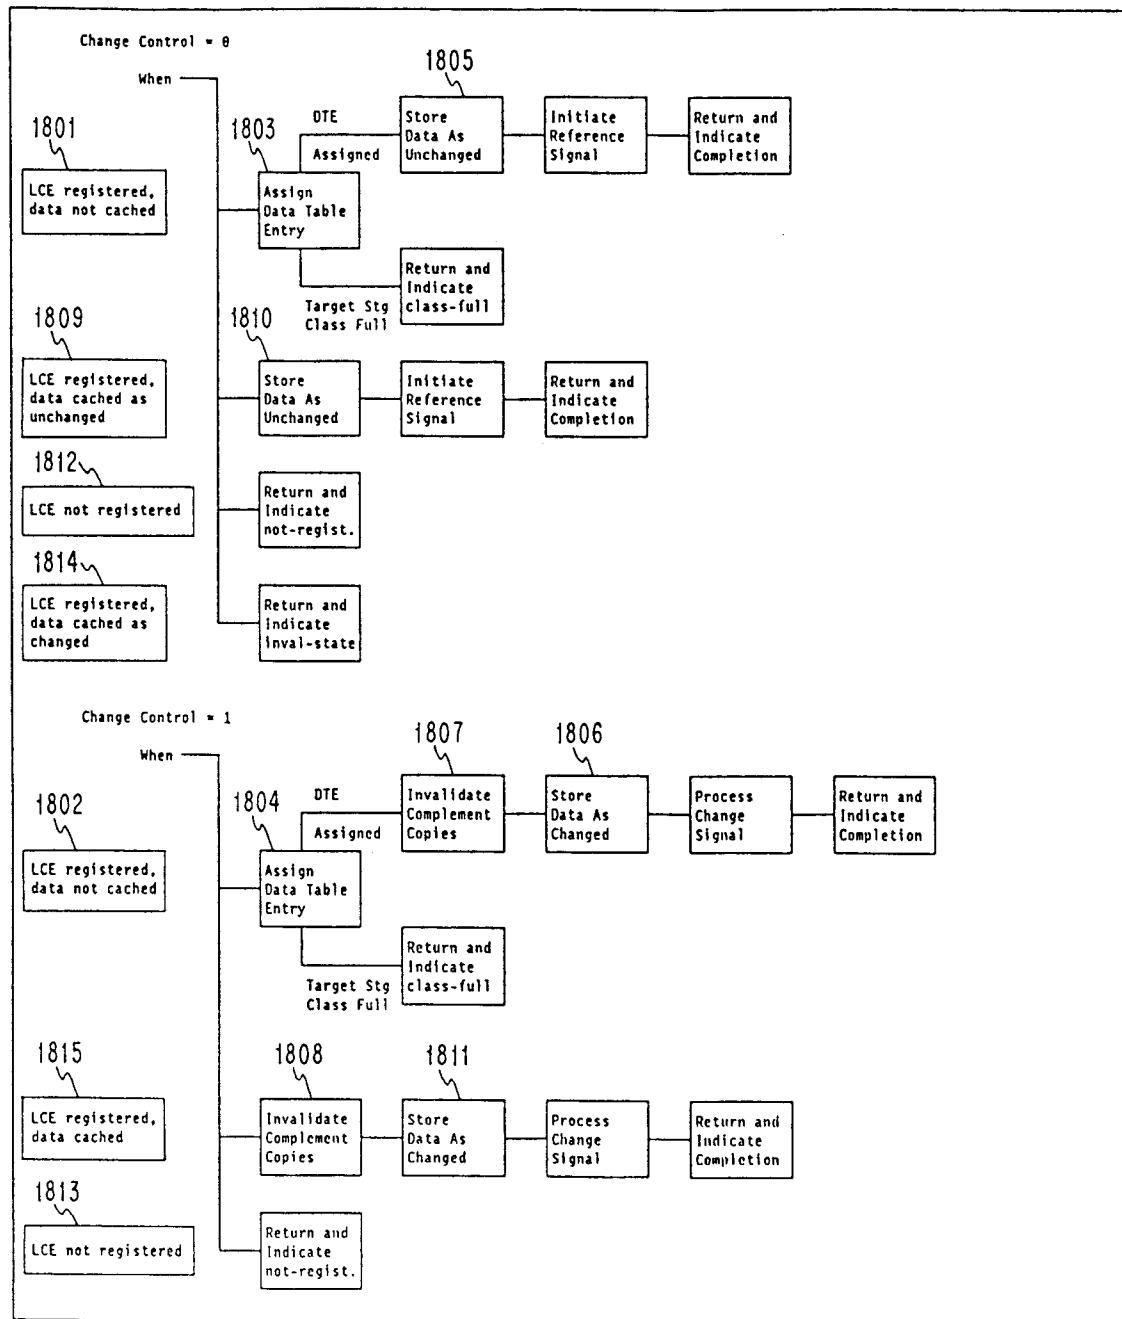 Change Control = 0
When
1805
DTE
Assigned
Store
Data As
Unchanged
Initiate
Reference
Signal
Return and
Indicate
Completion
1801
1803
LCE registered,
data not cached
Assign
Data Table
Entry
Return and
Indicate
class-full
Target Stg
Class Full
1809
1810
LCE registered,
data cached as
unchanged
Store
Data As
Unchanged
Initiate
Reference
Signal
Return and
Indicate
Completion
1812
LCE not registered
Return and
Indicate
not-regist.
1814
LCE registered,
data cached as
changed
Return and
Indicate
inval-state
Change Control = 1
When
1807
1806
DTE
Assigned
Invalidate
Complement
Copies
Store
Data As
Changed
Process
Change
Signal
Return and
Indicate
Completion
1802
1804
LCE registered,
data not cached
Assign
Data Table
Entry
Return and
Indicate
class-full
Target Stg
Class Full
1815
1808
1811
LCE registered,
data cached
Invalidate
Complement
Copies
Store
Data As
Changed
Process
Change
Signal
Return and
Indicate
Completion
1813
LCE not registered
Return and
Indicate
not-regist.